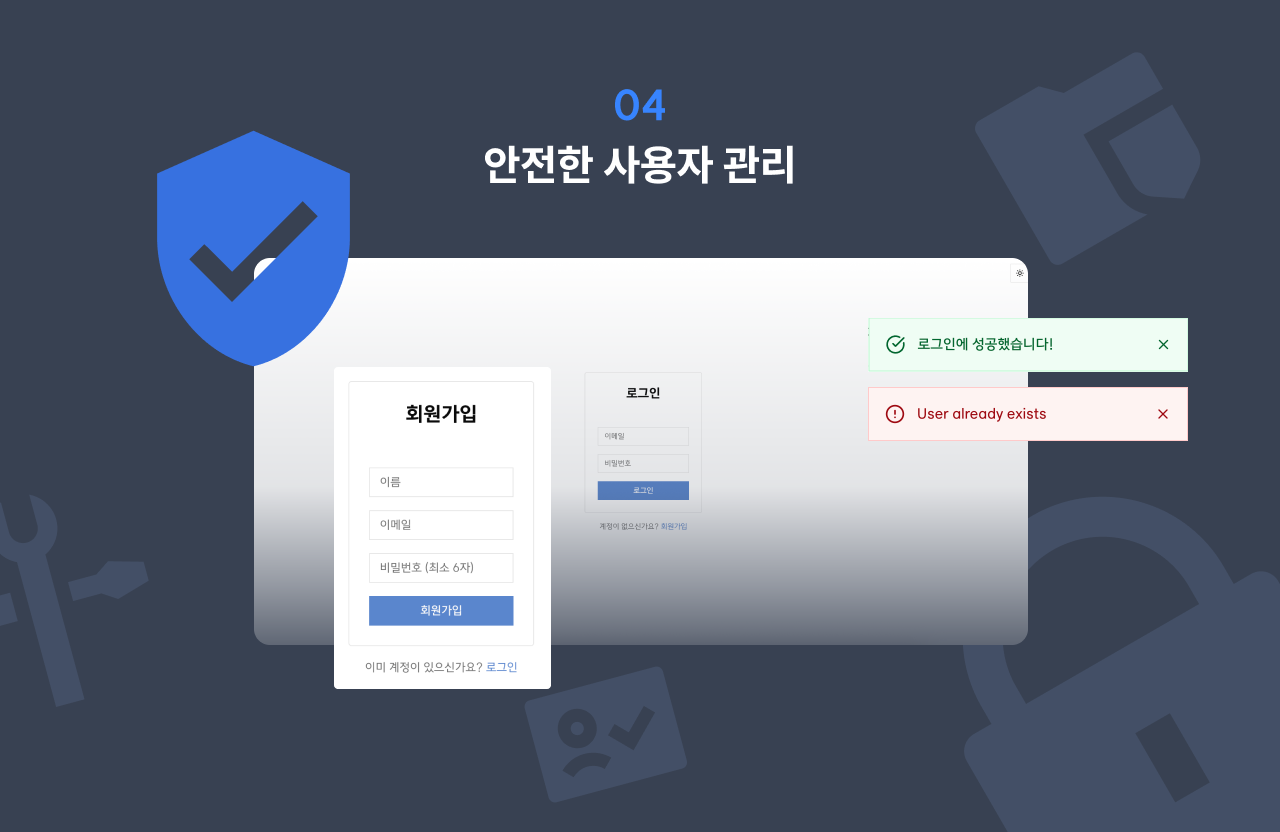 04
안전한 사용자 관리
회원가입
이름
이메일
비밀번호 (최소 6자)
회원가입
이미 계정이 있으신가요? 로그인
로그인
이메일
비밀번호
로그인
계정이 없으신가요? 회원가입
로그인에 성공했습니다!
User already exists